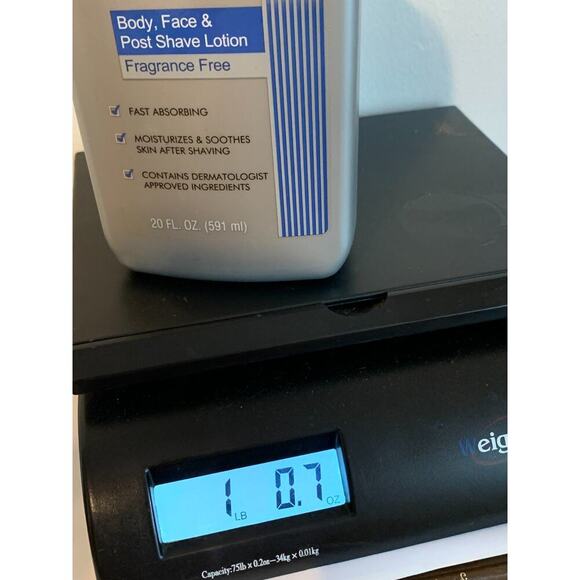 Body, Face &
Post Shave Lotion
Fragrance Free
FAST ABSORBING
MOISTURIZES & SOOTHES
SKIN AFTER SHAVING
CONTAINS DERMATOLOGIST
APPROVED INGREDIENTS
20 FL. OZ. (591 ml)
Weig
1 LB 0.7 OZ
Capacity:75lb x 0.2oz—34kg x 0.01kg